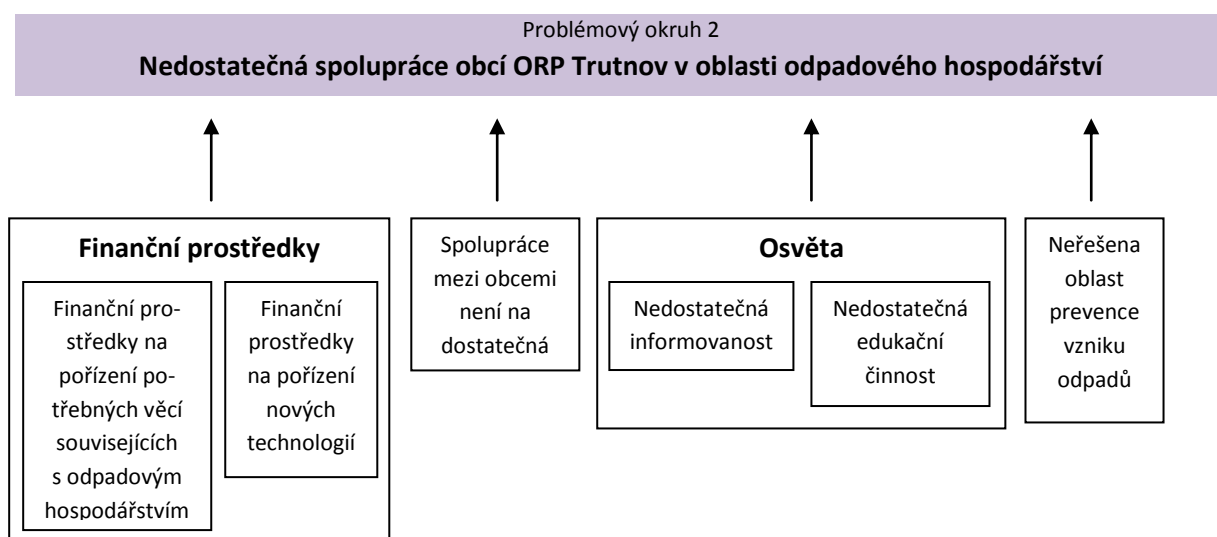 Problémový okruh 2
Nedostatečná spolupráce obcí ORP Trutnov v oblasti odpadového hospodářství
Finanční prostředky
Finanční pro-
středky na
pořízení po-
třebných věcí
souvisejících
s odpadovým
hospodářstvím
Finanční
prostředky
na pořízení
nových
technologií
Spolupráce
mezi obcemi
není na
dostatečná
Osvěta
Nedostatečná
informovanost
Nedostatečná
edukační
činnost
Neřešena
oblast
prevence
vzniku
odpadů